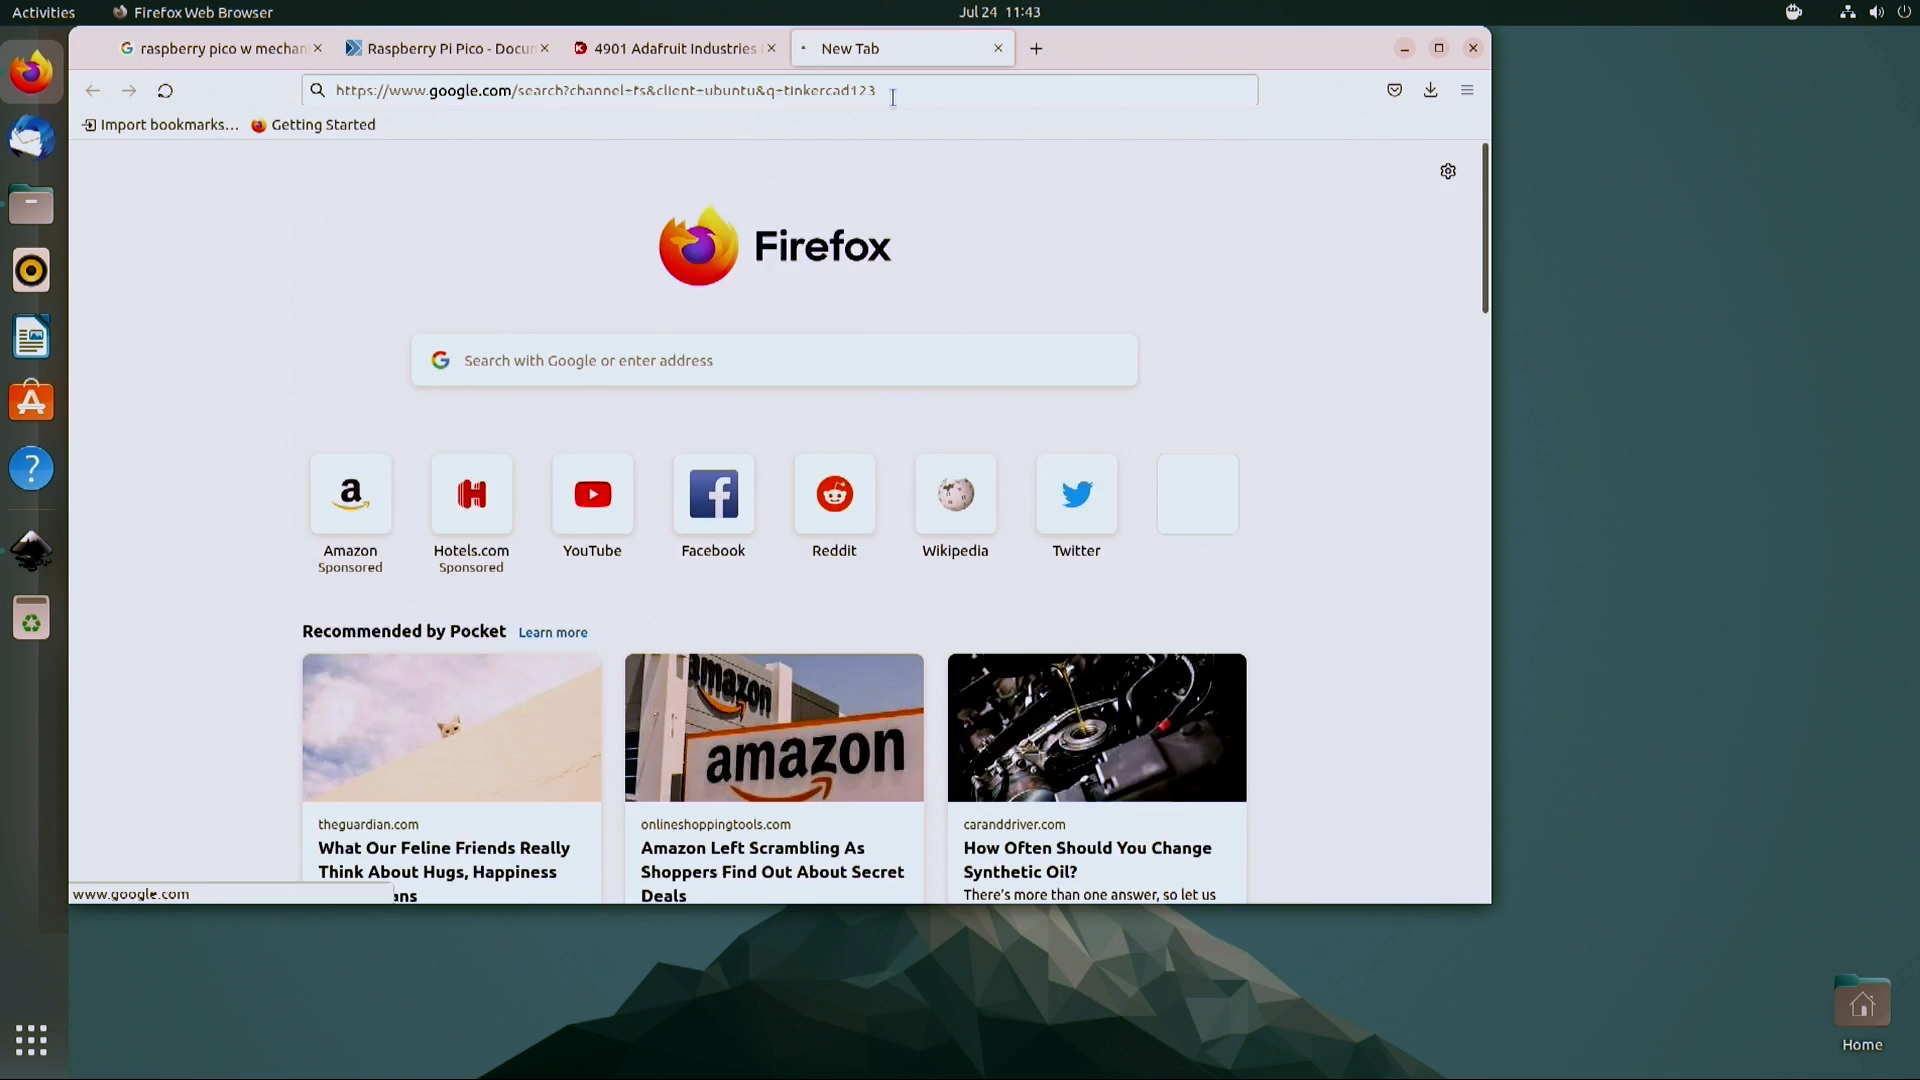 Activities
Firefox Web Browser
Jul 24 11:43
raspberry pico w mechan
Raspberry Pi Pico - Docu
4901 Adafruit Industries
New Tab
https://www.google.com/search?channel=fs&client=ubuntu&q=tinkercad123
Import bookmarks...
Getting Started
Firefox
Search with Google or enter address
Amazon
Sponsored
Hotels.com
Sponsored
YouTube
Facebook
Reddit
Wikipedia
Twitter
Recommended by Pocket
Learn more
amazon
amazon
theguardian.com
What Our Feline Friends Really
Think About Hugs, Happiness
ans
onlineshoppingtools.com
Amazon Left Scrambling As
Shoppers Find Out About Secret
Deals
caranddriver.com
How Often Should You Change
Synthetic Oil?
There's more than one answer, so let us
www.google.com
Home